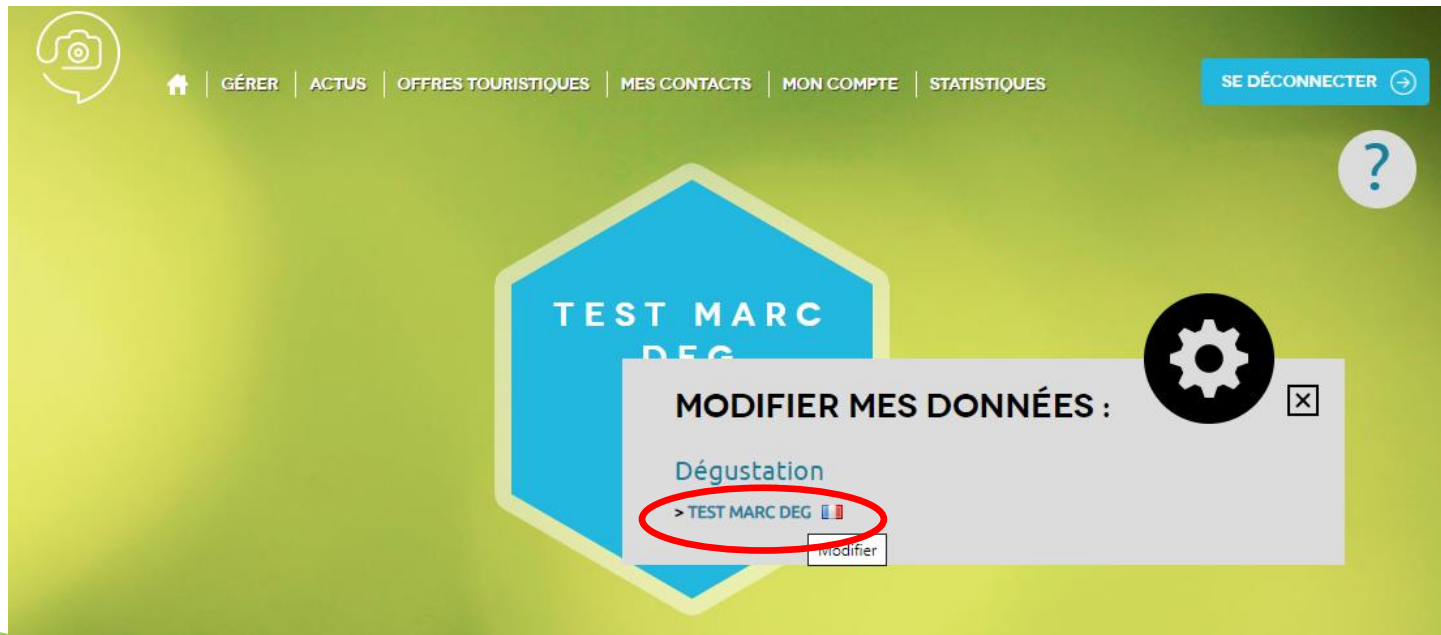 GÉRER | ACTUS | OFFRES TOURISTIQUES | MES CONTACTS | MON COMPTE | STATISTIQUES
SE DÉCONNECTER
?
TEST MARC
DEG
MODIFIER MES DONNÉES :
Dégustation
> TEST MARC DEG
Modifier